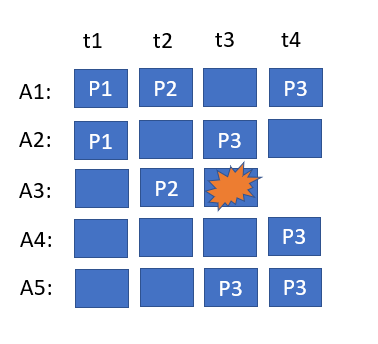 t1 t2 t3 t4
A1: P1 P2 P3
A2: P1 P3
A3: P2
A4: P3
A5: P3 P3